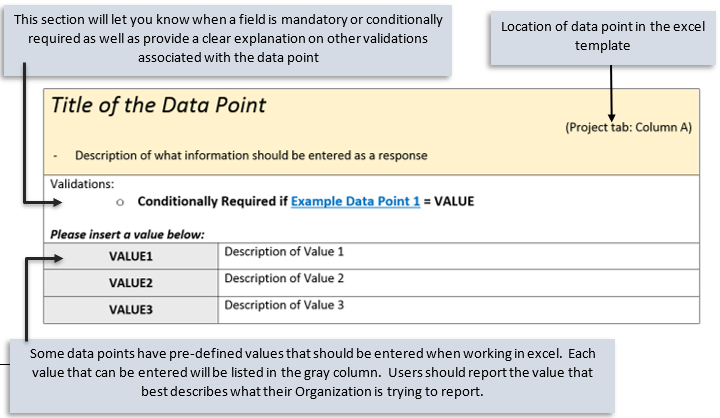 This section will let you know when a field is mandatory or conditionally
required as well as provide a clear explanation on other validations
associated with the data point
Location of data point in the excel
template
Title of the Data Point
(Project tab: Column A)
- Description of what information should be entered as a response
Validations:
o Conditionally Required if Example Data Point 1 = VALUE
Please insert a value below:
VALUE1 Description of Value 1
VALUE2 Description of Value 2
VALUE3 Description of Value 3
Some data points have pre-defined values that should be entered when working in excel. Each
value that can be entered will be listed in the gray column. Users should report the value that
best describes what their Organization is trying to report.